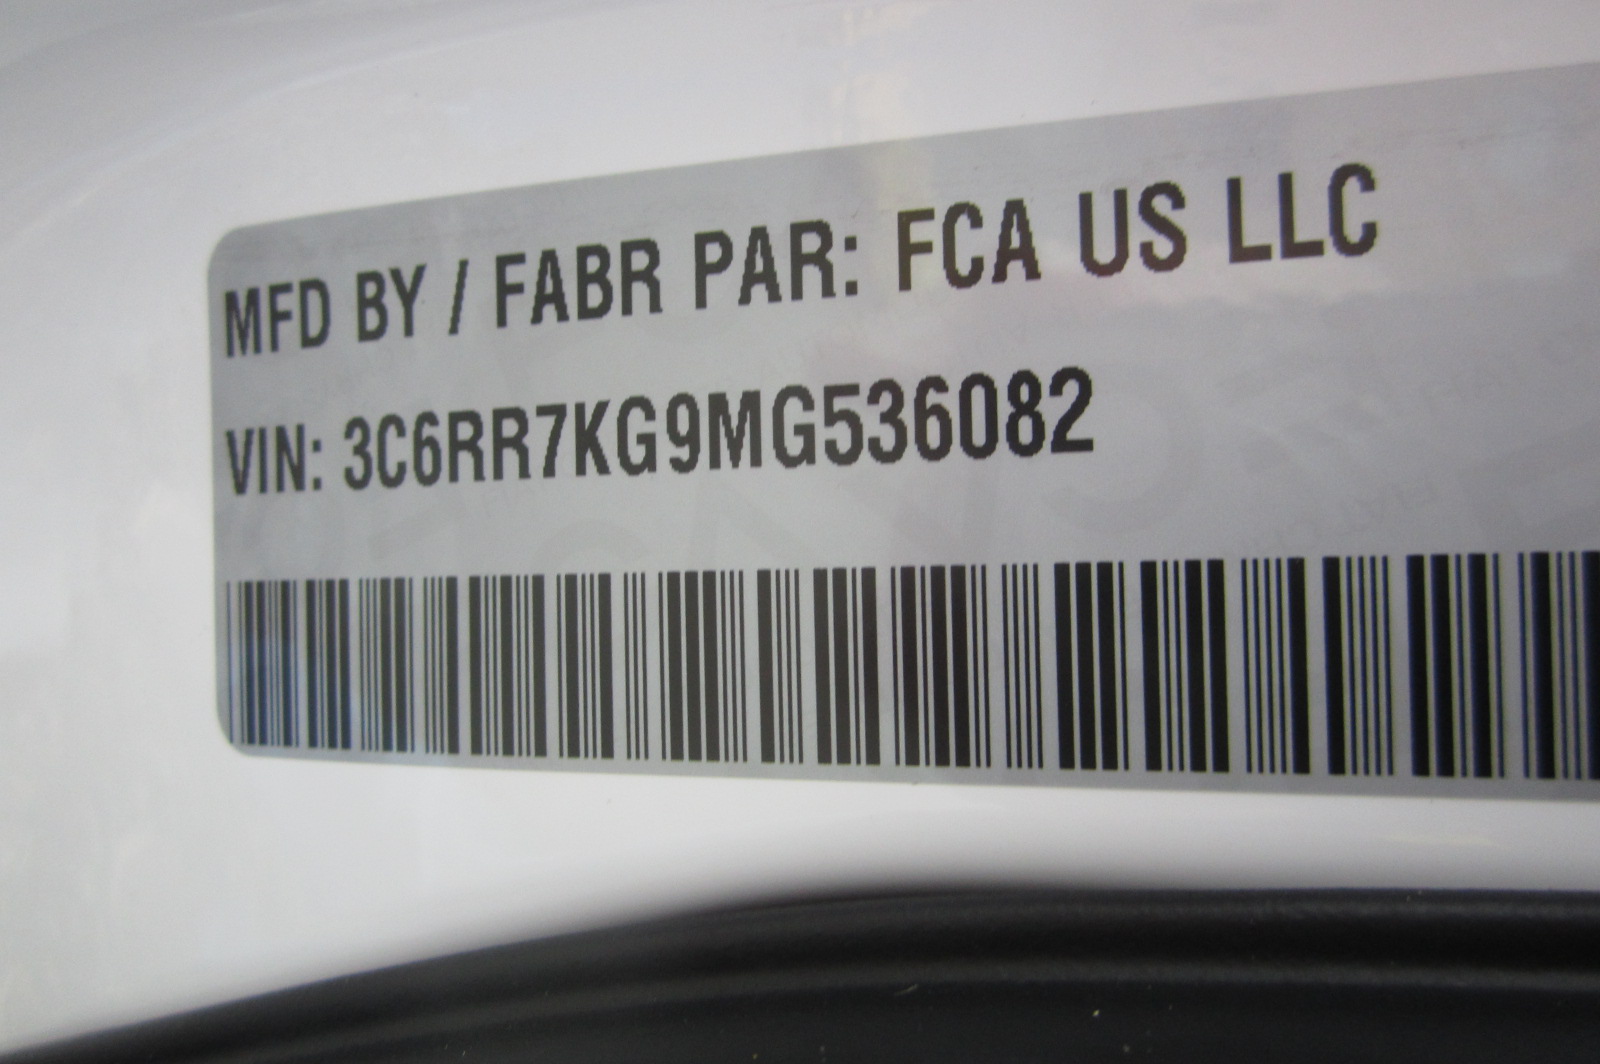 MFD BY / FABR PAR: FCA US LLC
VIN: 3C6RR7KG9MG536082